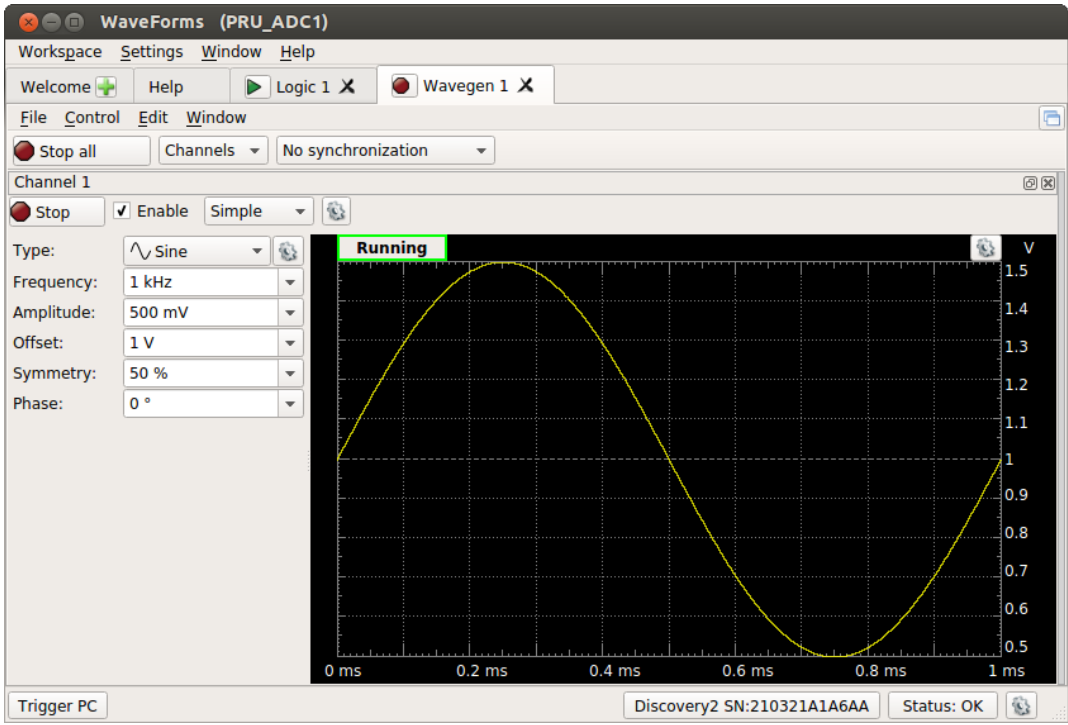 WaveForms (PRU_ADC1)
Workspace Settings Window Help
Welcome Help Logic 1 Wavegen 1
File Control Edit Window
Stop all Channels No synchronization
Channel 1
Stop Enable Simple
Type: Sine
Frequency: 1 kHz
Amplitude: 500 mV
Offset: 1 V
Symmetry: 50 %
Phase: 0 °
Running V
1.5
1.4
1.3
1.2
1.1
1
0.9
0.8
0.7
0.6
0.5
0 ms 0.2 ms 0.4 ms 0.6 ms 0.8 ms 1 ms
Trigger PC Discovery2 SN:210321A1A6AA Status: OK